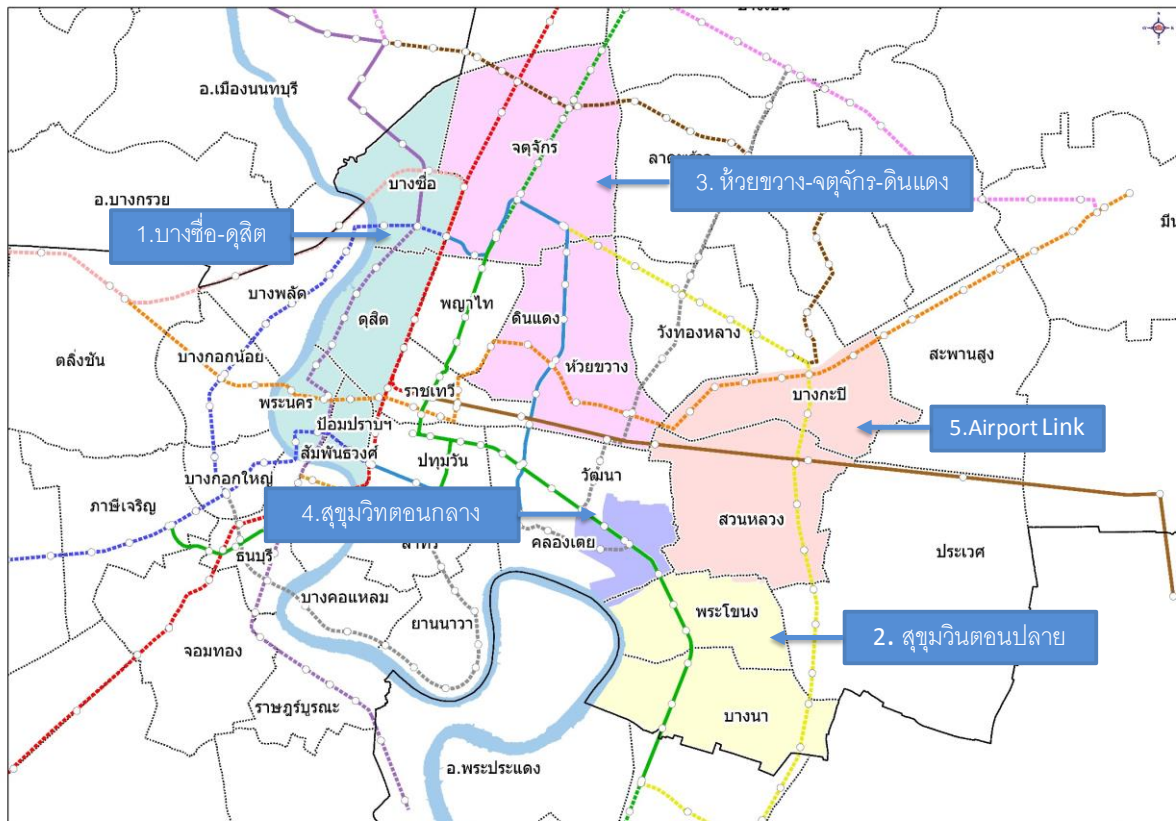 อ.เมืองนนทบุรี
จตุจักร
บางซื่อ
3. ห้วยขวาง-จตุจักร-ดินแดง
อ.บางกรวย
1.บางซื่อ-ดุสิต
บางพลัด
พญาไท
ดุสิต
ดินแดง
วังทองหลาง
ตลิ่งชัน
บางกอกน้อย
ห้วยขวาง
สะพานสูง
ราชเทวี
บางกะปิ
พระนคร
ป้อมปราบฯ
5.Airport Link
สัมพันธวงศ์
ปทุมวัน
วัฒนา
บางกอกใหญ่
ภาษีเจริญ
4.สุขุมวิทตอนกลาง
สวนหลวง
คลองเตย
ประเวศ
ธนบุรี
บางคอแหลม
ยานนาวา
พระโขนง
2. สุขุมวินตอนปลาย
จอมทอง
ราษฎร์บูรณะ
บางนา
อ.พระประแดง